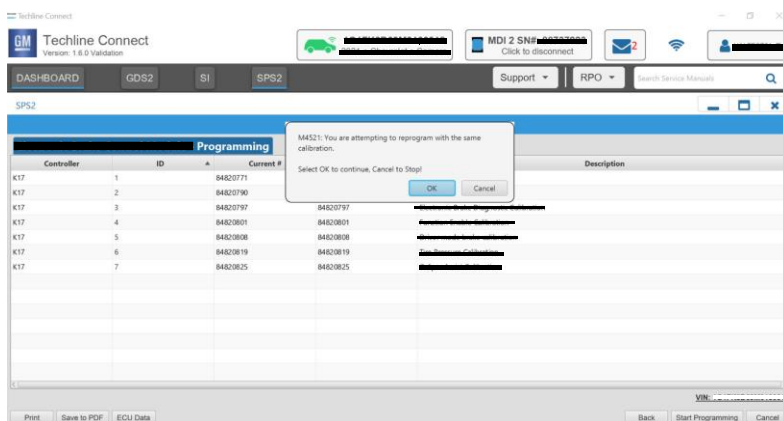 Techline Connect
GM
Techline Connect
Version: 1.6.0 Validation
MDI 2 SN#
Click to disconnect
2
DASHBOARD GDS2 SI SPS2 Support RPO Search Service Manuals Q
SPS2
Programming
M4521: You are attempting to reprogram with the same
calibration.
Select OK to continue, Cancel to Stop!
OK Cancel
Controller ID Current # Description
K17 1 84820771
K17 2 84820790
K17 3 84820797 84820797
K17 4 84820801 84820801
K17 5 84820808 84820808
K17 6 84820819 84820819
K17 7 84820825 84820825
VIN:
Print Save to PDF ECU Data Back Start Programming Cancel